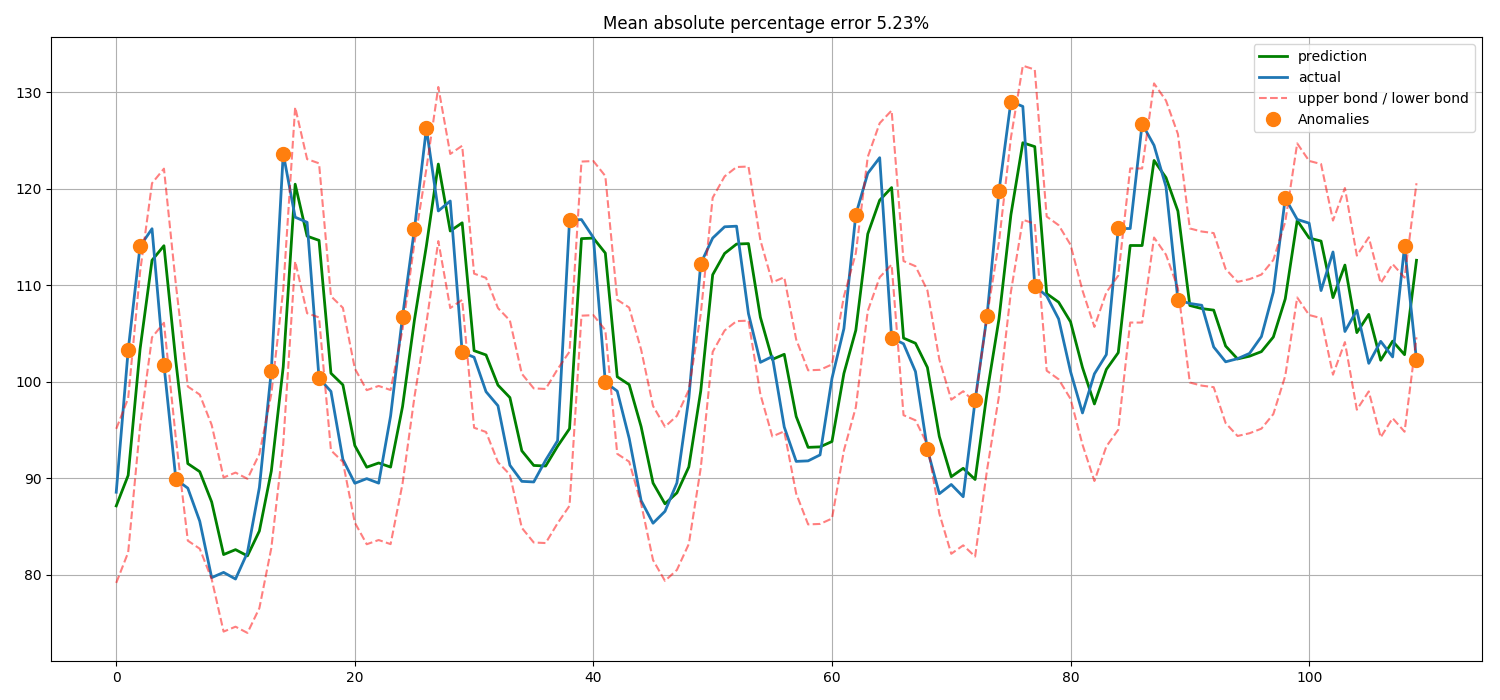 Mean absolute percentage error 5.23%
prediction
actual
upper bond / lower bond
Anomalies
130
120
110
100
90
80
0 20 40 60 80 100